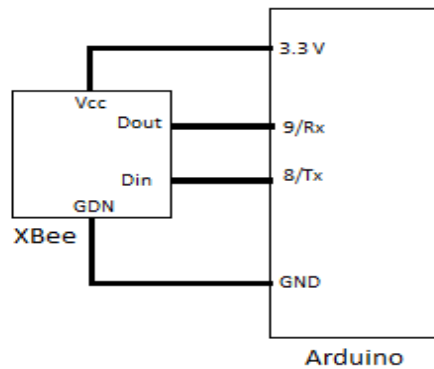 3.3 V
Vcc
Dout
9/Rx
Din
8/Tx
GDN
XBee
GND
Arduino